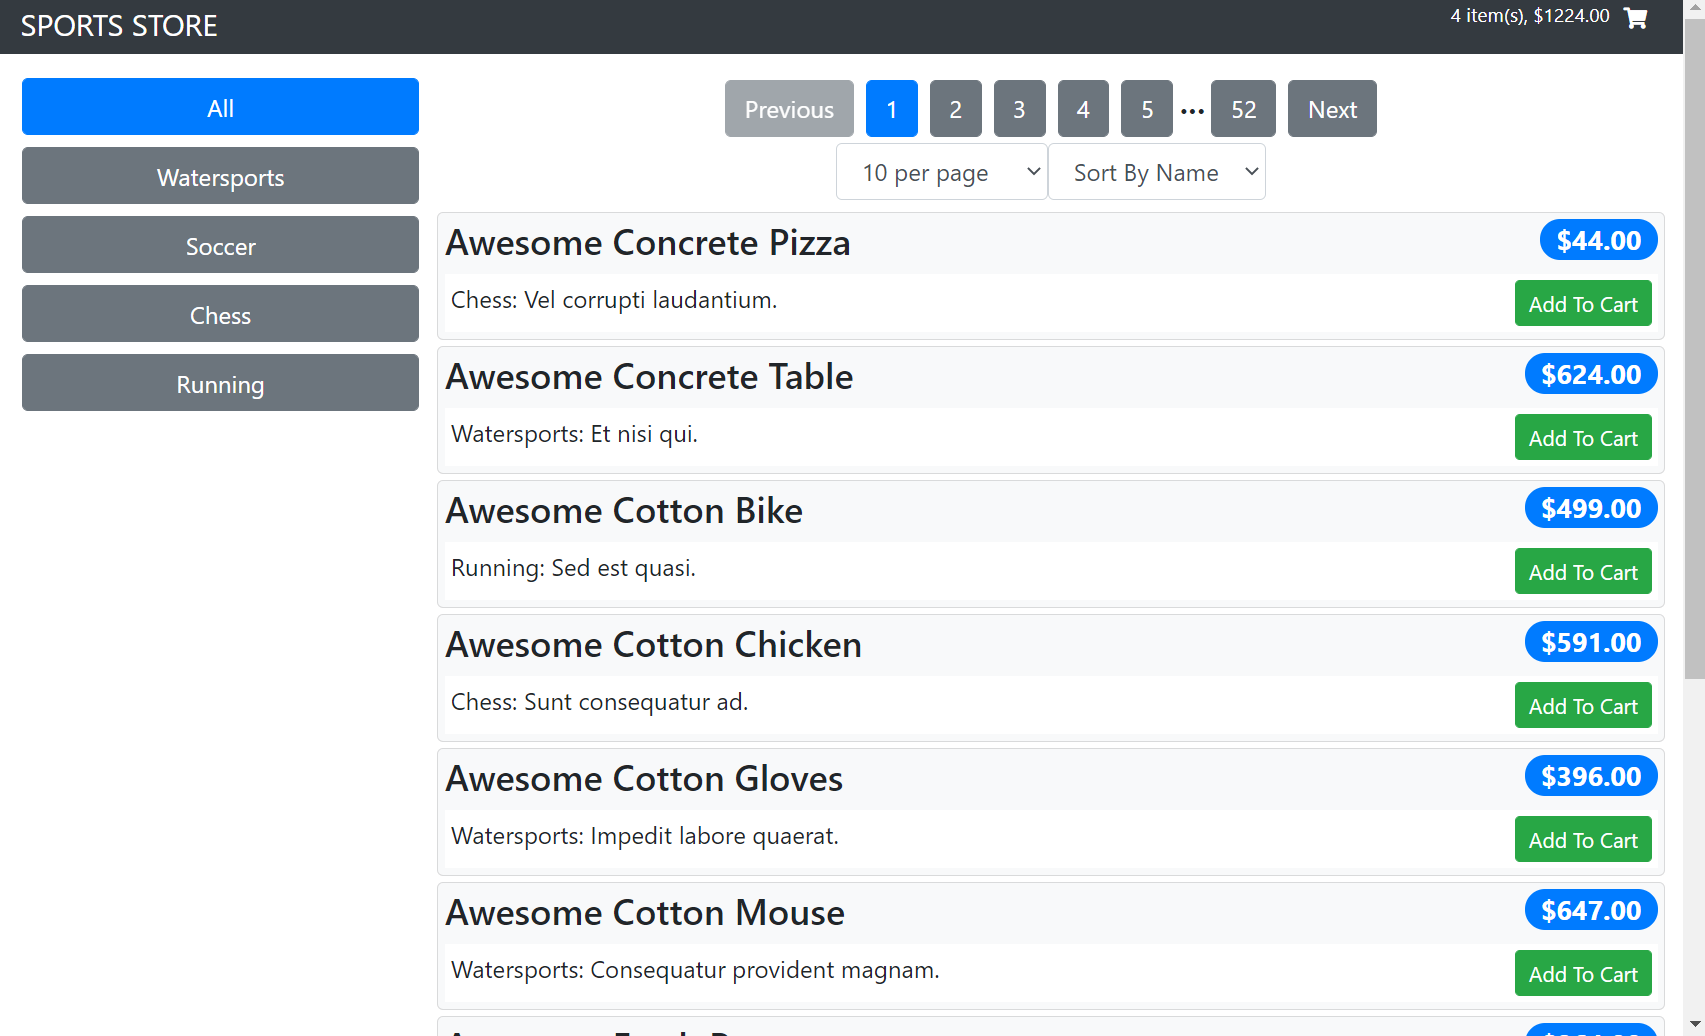 SPORTS STORE
4 item(s), $1224.00
All
Watersports
Soccer
Chess
Running
Previous 1 2 3 4 5 ... 52 Next
10 per page Sort By Name
Awesome Concrete Pizza $44.00
Chess: Vel corrupti laudantium. Add To Cart
Awesome Concrete Table $624.00
Watersports: Et nisi qui. Add To Cart
Awesome Cotton Bike $499.00
Running: Sed est quasi. Add To Cart
Awesome Cotton Chicken $591.00
Chess: Sunt consequatur ad. Add To Cart
Awesome Cotton Gloves $396.00
Watersports: Impedit labore quaerat. Add To Cart
Awesome Cotton Mouse $647.00
Watersports: Consequatur provident magnam. Add To Cart